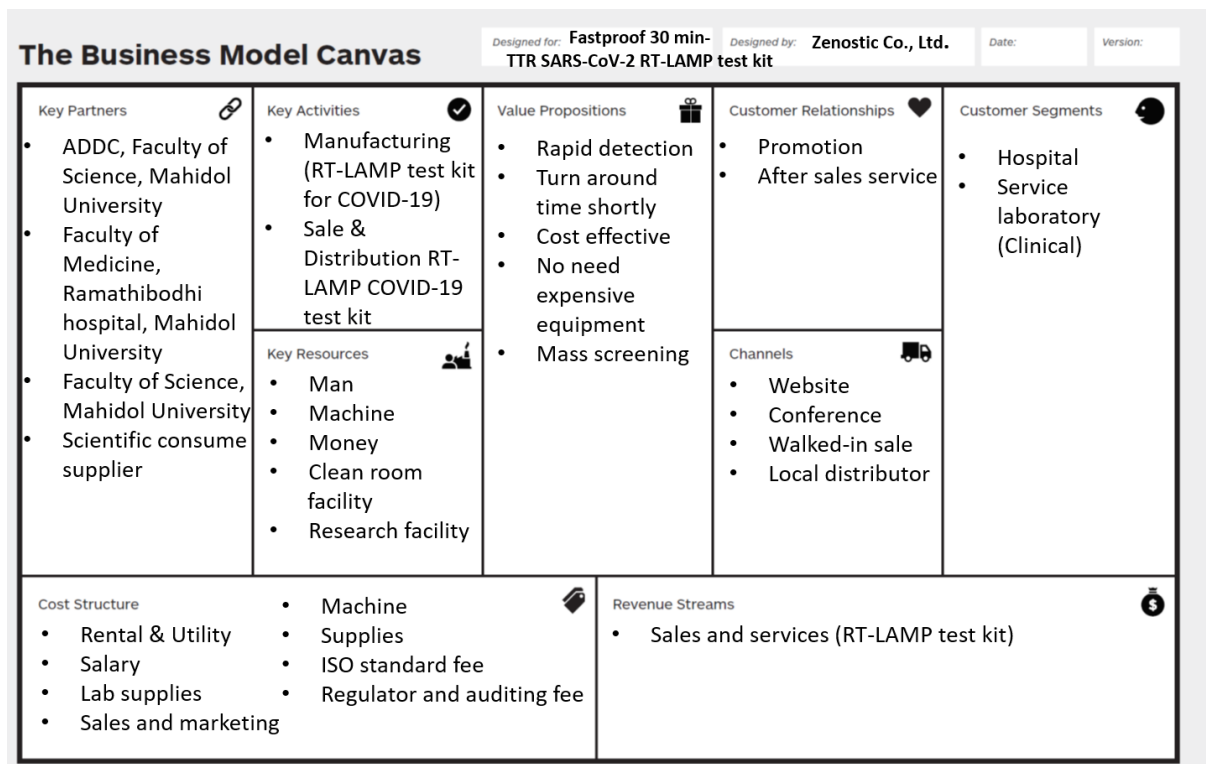 The Business Model Canvas
Designed for: Fastproof 30 min-
TTR SARS-CoV-2 RT-LAMP test kit
Designed by: Zenostic Co., Ltd.
Date:
Version:
Key Partners
• ADDC, Faculty of
Science, Mahidol
University
• Faculty of
Medicine,
Ramathibodhi
hospital, Mahidol
University
• Faculty of Science,
Mahidol University
• Scientific consume
supplier
Key Activities
• Manufacturing
(RT-LAMP test kit
for COVID-19)
• Sale &
Distribution RT-
LAMP COVID-19
test kit
Key Resources
• Man
• Machine
• Money
• Clean room
facility
• Research facility
Value Propositions
• Rapid detection
• Turn around
time shortly
• Cost effective
• No need
expensive
equipment
• Mass screening
Customer Relationships
• Promotion
• After sales service
Channels
• Website
• Conference
• Walked-in sale
• Local distributor
Customer Segments
• Hospital
• Service
laboratory
(Clinical)
Cost Structure
• Rental & Utility
• Salary
• Lab supplies
• Sales and marketing
• Machine
• Supplies
• ISO standard fee
• Regulator and auditing fee
Revenue Streams
• Sales and services (RT-LAMP test kit)